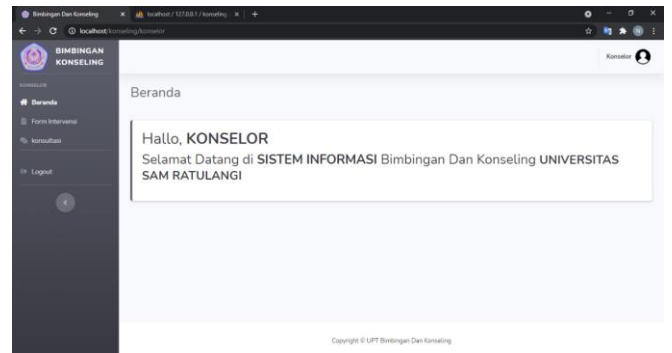 Bimbingan Dan Konseling
localhost / 127.0.0.1 / konseling
localhost/konseling/konselor
BIMBINGAN
KONSELING
Konselor
KONSELOR
Beranda
Form Intervensi
konsultasi
Logout
Beranda
Hallo, KONSELOR
Selamat Datang di SISTEM INFORMASI Bimbingan Dan Konseling UNIVERSITAS
SAM RATULANGI
Copyright © UPT Bimbingan Dan Konseling